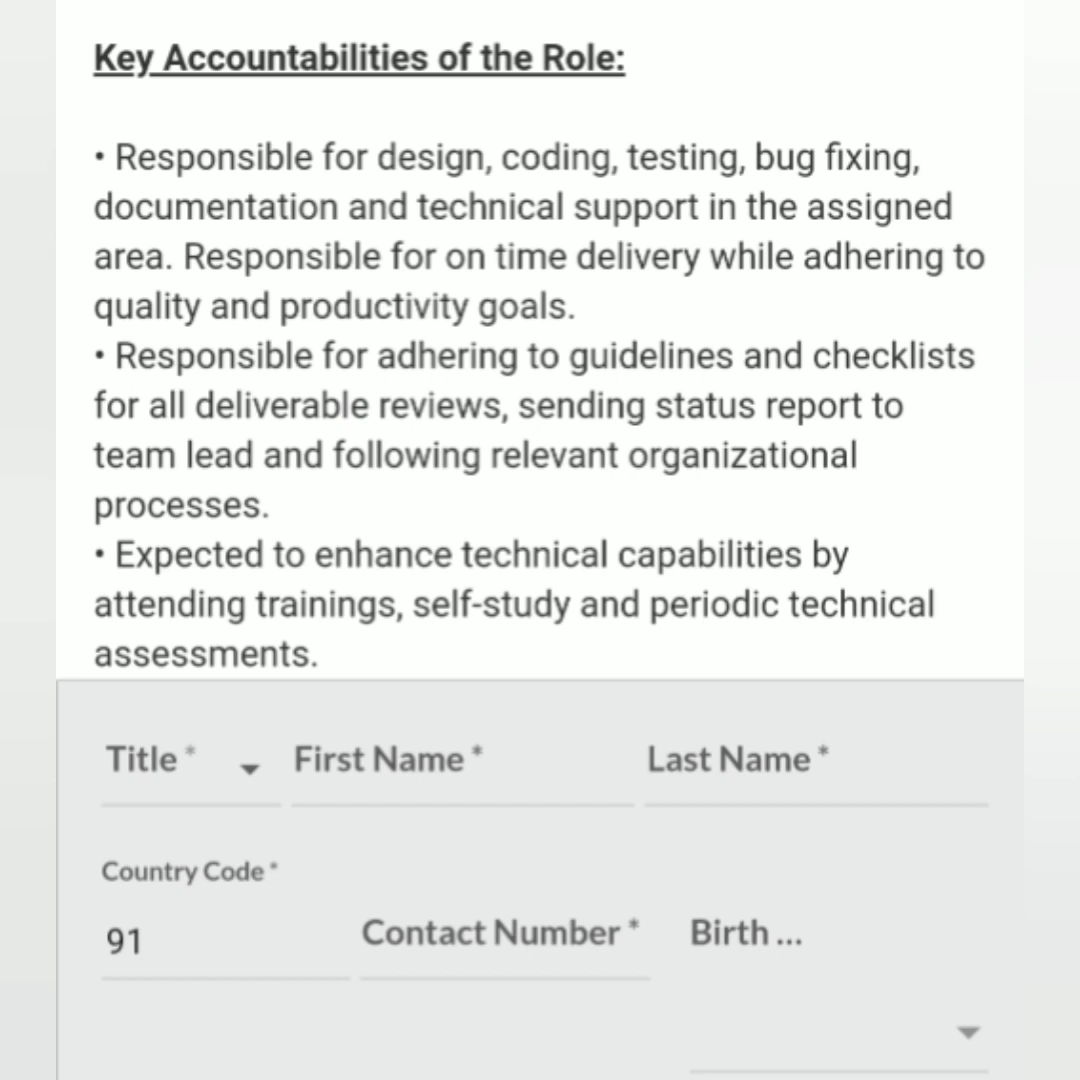 Key Accountabilities of the Role:
• Responsible for design, coding, testing, bug fixing,
documentation and technical support in the assigned
area. Responsible for on time delivery while adhering to
quality and productivity goals.
• Responsible for adhering to guidelines and checklists
for all deliverable reviews, sending status report to
team lead and following relevant organizational
processes.
• Expected to enhance technical capabilities by
attending trainings, self-study and periodic technical
assessments.
Title * First Name * Last Name *
Country Code *
91 Contact Number * Birth ...